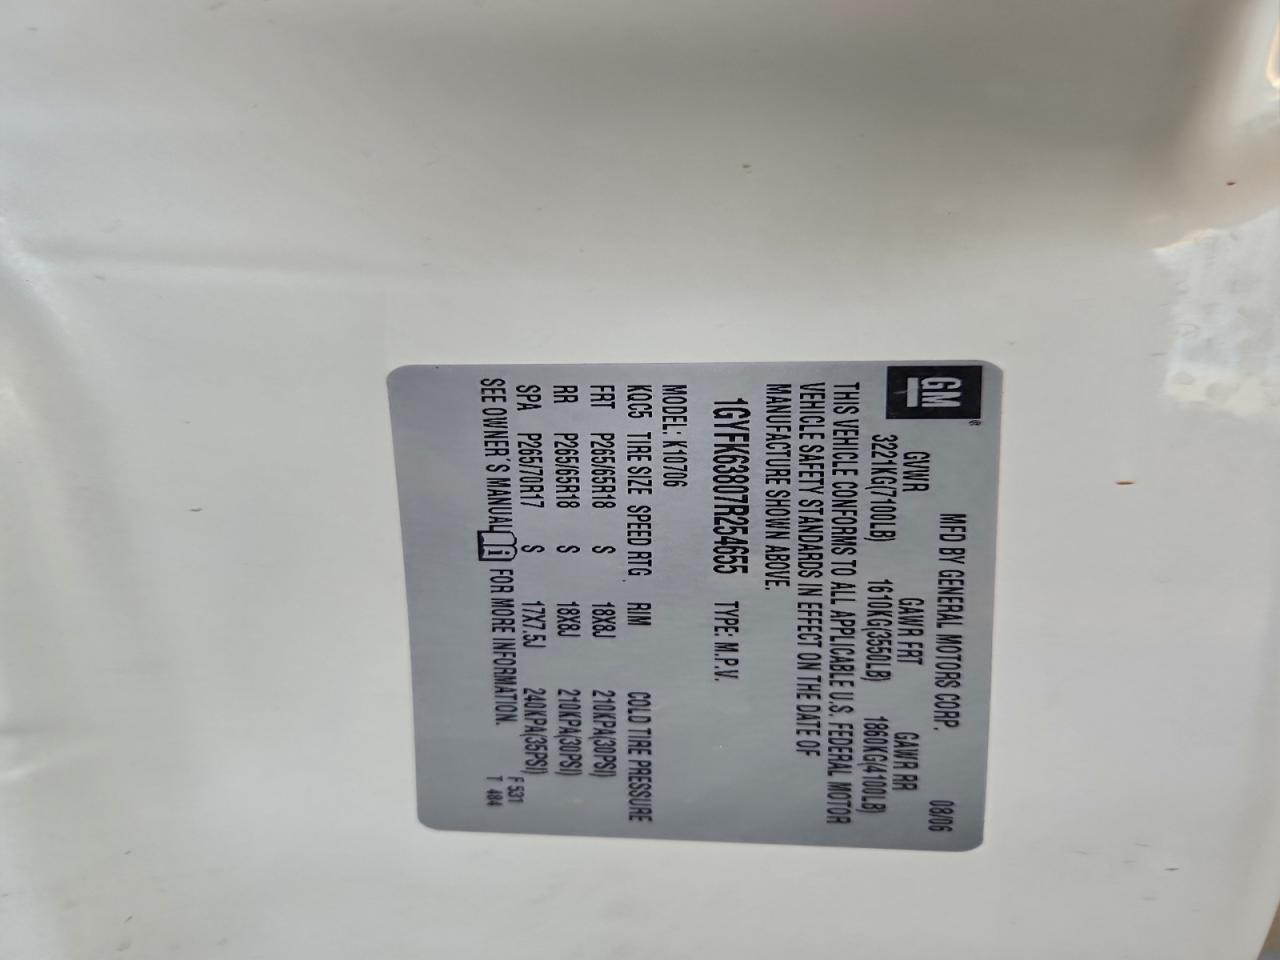 GM®
MFD BY GENERAL MOTORS CORP. 08/06
GVWR GAWR FRT GAWR RR
3221KG(7100LB) 1610KG(3550LB) 1860KG(4100LB)
THIS VEHICLE CONFORMS TO ALL APPLICABLE U.S. FEDERAL MOTOR
VEHICLE SAFETY STANDARDS IN EFFECT ON THE DATE OF
MANUFACTURE SHOWN ABOVE.
1GYFK63807R254655 TYPE: M.P.V.
MODEL: K10706
KQC5 TIRE SIZE SPEED RTG RIM COLD TIRE PRESSURE
FRT P265/65R18 S 18X8J 210KPA(30PSI)
RR P265/65R18 S 18X8J 210KPA(30PSI)
SPA P265/70R17 S 17X7.5J 240KPA(35PSI)
SEE OWNER'S MANUAL FOR MORE INFORMATION.
F 531
T 484